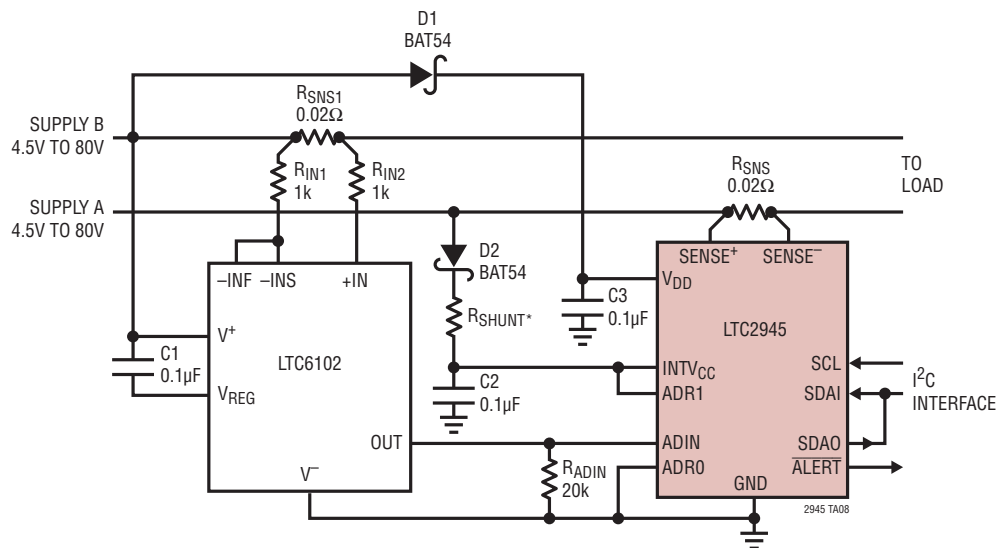 D1
BAT54
RSNS1
0.02Ω
SUPPLY B
4.5V TO 80V
RIN1
1k
RIN2
1k
RSNS
0.02Ω
TO
LOAD
SUPPLY A
4.5V TO 80V
D2
BAT54
SENSE+ SENSE–
–INF –INS +IN
VDD
C3
0.1µF
RSHUNT*
LTC2945
V+
LTC6102
C1
0.1µF
VREG
INTVCC
SCL
C2
0.1µF
ADR1
SDAI
I2C
INTERFACE
OUT
ADIN
SDAO
RADIN
20k
ADR0
ALERT
V–
GND
2945 TA08